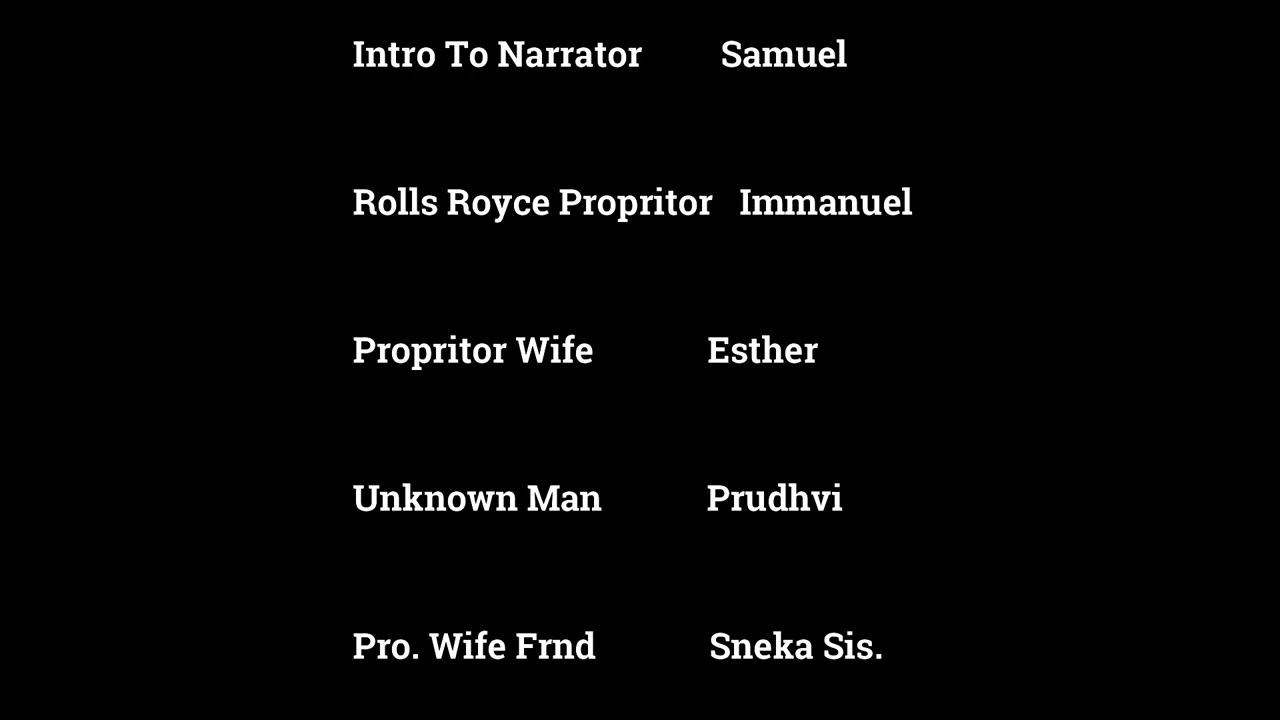 Intro To Narrator Samuel
Rolls Royce Propritor Immanuel
Propritor Wife Esther
Unknown Man Prudhvi
Pro. Wife Frnd Sneka Sis.